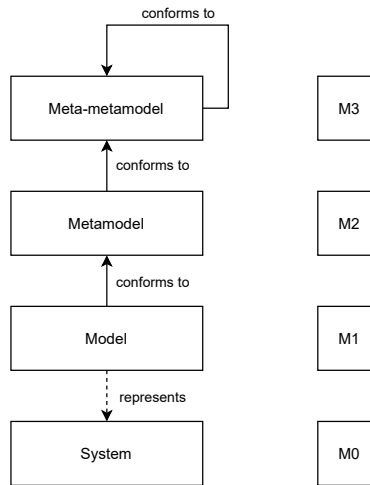 conforms to
Meta-metamodel
M3
conforms to
Metamodel
M2
conforms to
Model
M1
represents
System
M0